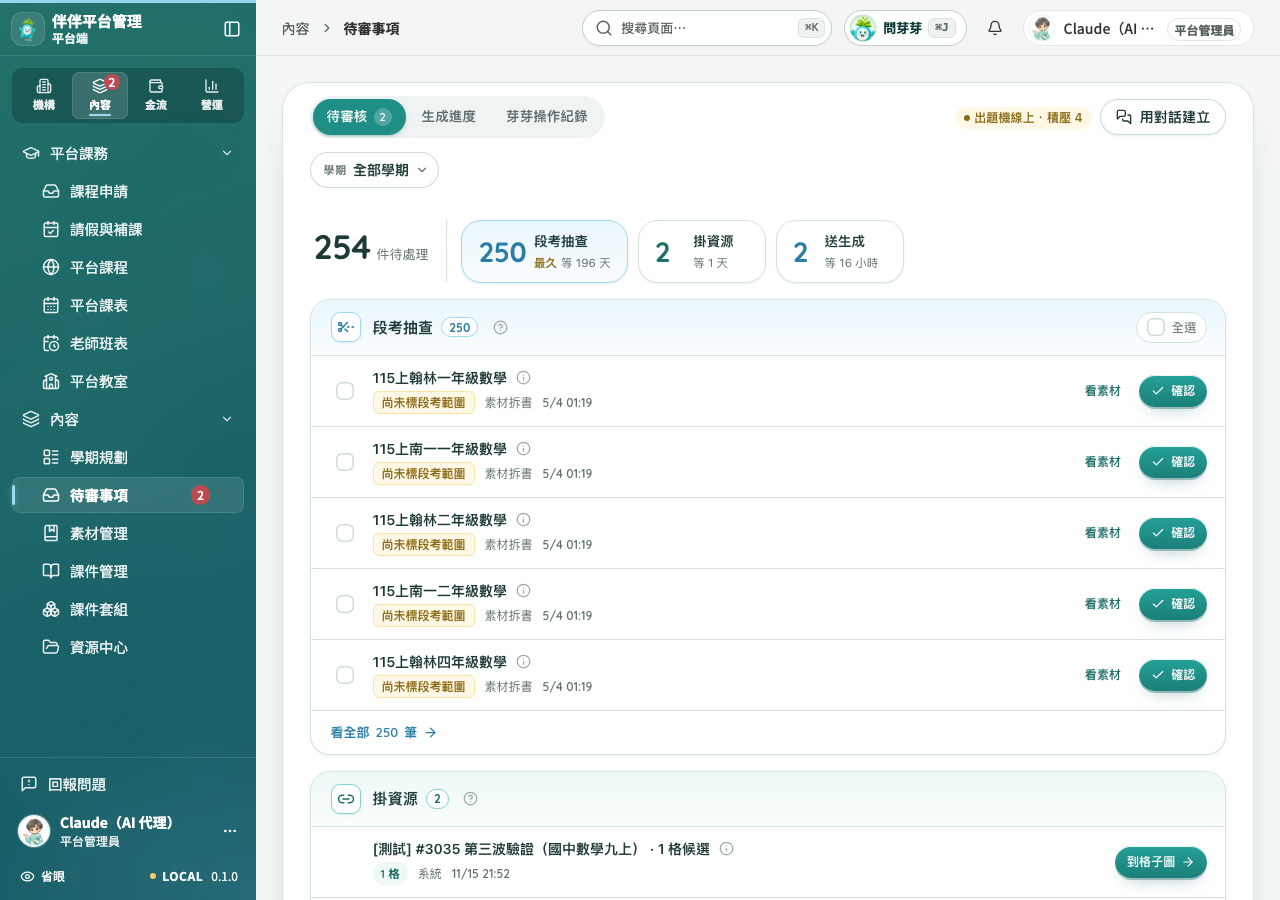 伴伴平台管理
平台端
機構
內容
2
金流
營運
平台課務
課程申請
請假與補課
平台課程
平台課表
老師班表
平台教室
內容
學期規劃
待審事項
2
素材管理
課件管理
課件套組
資源中心
回報問題
Claude（AI 代理）
平台管理員
省眼
LOCAL 0.1.0
內容 > 待審事項
搜尋頁面… ⌘K
問芽芽 ⌘J
Claude（AI … 平台管理員
待審核 2 生成進度 芽芽操作紀錄
出題機線上 · 積壓 4
用對話建立
學期 全部學期
254 件待處理
250 段考抽查
最久 等 196 天
2 掛資源
等 1 天
2 送生成
等 16 小時
段考抽查 250
全選
115上翰林一年級數學
尚未標段考範圍 素材拆書 5/4 01:19
看素材 確認
115上南一一年級數學
尚未標段考範圍 素材拆書 5/4 01:19
看素材 確認
115上翰林二年級數學
尚未標段考範圍 素材拆書 5/4 01:19
看素材 確認
115上南一二年級數學
尚未標段考範圍 素材拆書 5/4 01:19
看素材 確認
115上翰林四年級數學
尚未標段考範圍 素材拆書 5/4 01:19
看素材 確認
看全部 250 筆 →
掛資源 2
[測試] #3035 第三波驗證（國中數學九上） · 1 格候選
1 格 系統 11/15 21:52
到格子圖 →